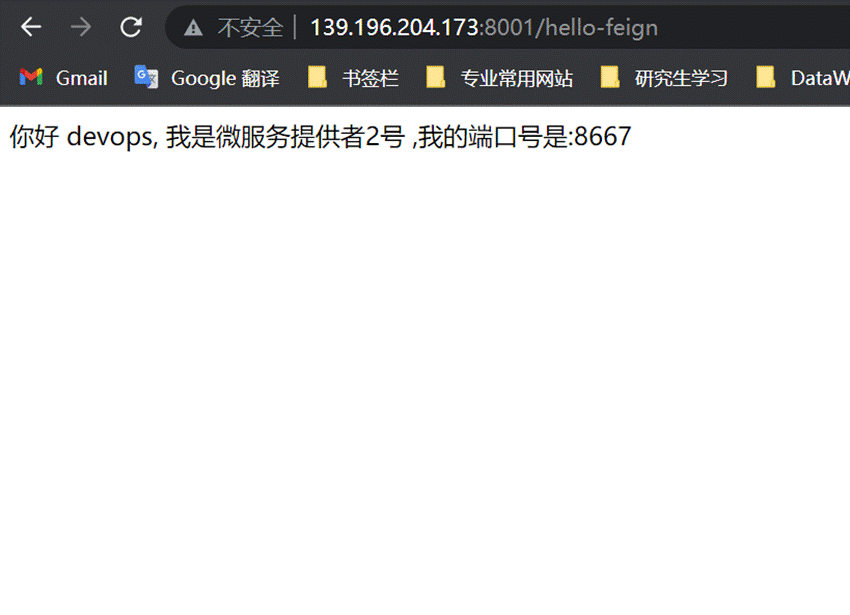 不安全 139.196.204.173:8001/hello-feign
Gmail Google 翻译 书签栏 专业常用网站 研究生学习 DataW
你好 devops, 我是微服务提供者2号 ,我的端口号是:8667